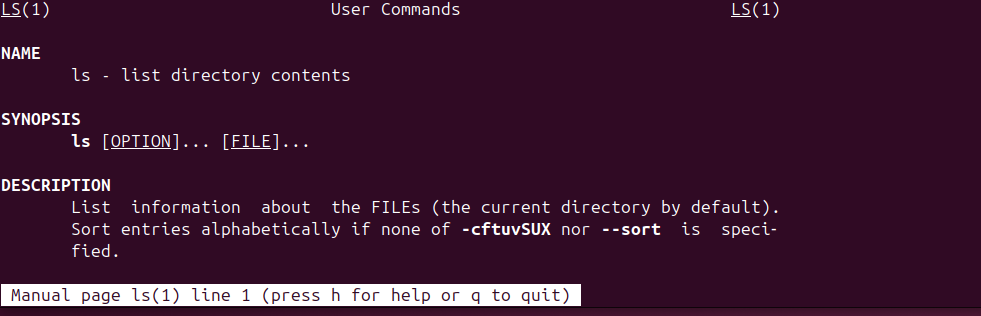 LS(1) User Commands LS(1)
NAME
ls - list directory contents
SYNOPSIS
ls [OPTION]... [FILE]...
DESCRIPTION
List  information  about  the FILEs (the current directory by default).
Sort entries alphabetically if none of -cftuvSUX nor --sort  is  speci-
fied.
Manual page ls(1) line 1 (press h for help or q to quit)